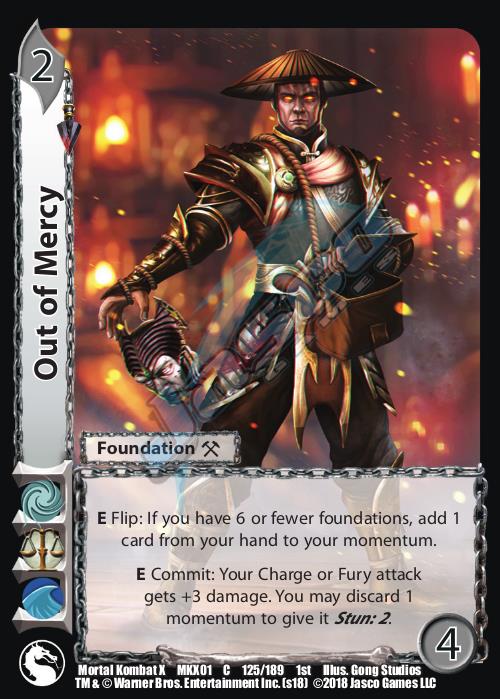 2
Out of Mercy
Foundation
E Flip: If you have 6 or fewer foundations, add 1
card from your hand to your momentum.
E Commit: Your Charge or Fury attack
gets +3 damage. You may discard 1
momentum to give it Stun: 2.
4
Mortal Kombat X MKX01 C 125/189 1st Illus. Gong Studios
TM & © Warner Bros. Entertainment Inc. (s18) ©2018 Jasco Games LLC